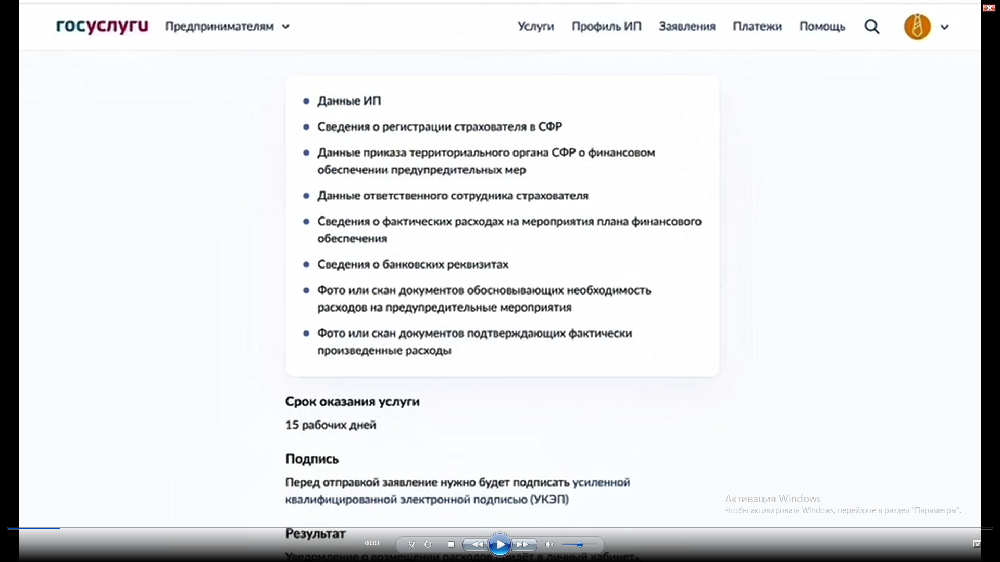 госуслуги Предпринимателям Услуги Профиль ИП Заявления Платежи Помощь
Данные ИП
Сведения о регистрации страхователя в СФР
Данные приказа территориального органа СФР о финансовом
обеспечении предупредительных мер
Данные ответственного сотрудника страхователя
Сведения о фактических расходах на мероприятия плана финансового
обеспечения
Сведения о банковских реквизитах
Фото или скан документов обосновывающих необходимость
расходов на предупредительные мероприятия
Фото или скан документов подтверждающих фактически
произведенные расходы
Срок оказания услуги
15 рабочих дней
Подпись
Перед отправкой заявление нужно будет подписать усиленной
квалифицированной электронной подписью (УКЭП)
Активация Windows
Чтобы активировать Windows, перейдите в раздел "Параметры".
Результат
00:03
Уведомление о возмещении расходов придёт в личный кабинет.